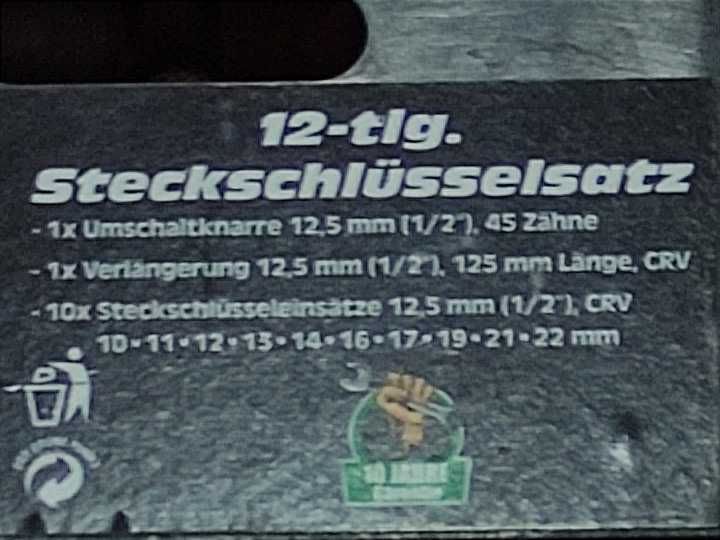 12-tlg.
Steckschlüsselsatz
- 1x Umschaltknarre 12,5 mm (1/2"), 45 Zähne
- 1x Verlängerung 12,5 mm (1/2"), 125 mm Länge, CRV
- 10x Steckschlüsseleinsätze 12,5 mm (1/2"), CRV
10 • 11 • 12 • 13 • 14 • 16 • 17 • 19 • 21 • 22 mm
10 JAHRE